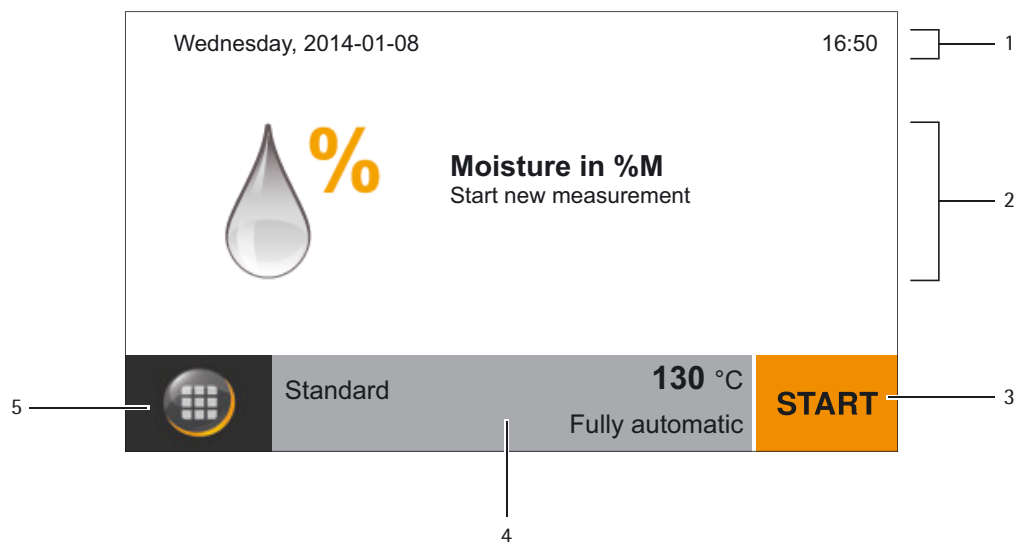 Wednesday, 2014-01-08 16:50 1
% Moisture in %M
Start new measurement
2
Standard 130 °C
Fully automatic
START 3
5
4